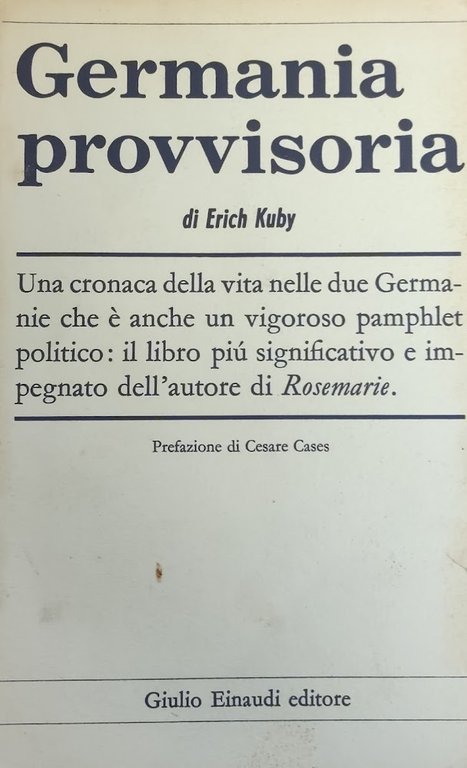 Germania
provvisoria
di Erich Kuby
Una cronaca della vita nelle due Germa-
nie che è anche un vigoroso pamphlet
politico: il libro piú significativo e im-
pegnato dell'autore di Rosemarie.
Prefazione di Cesare Cases
Giulio Einaudi editore